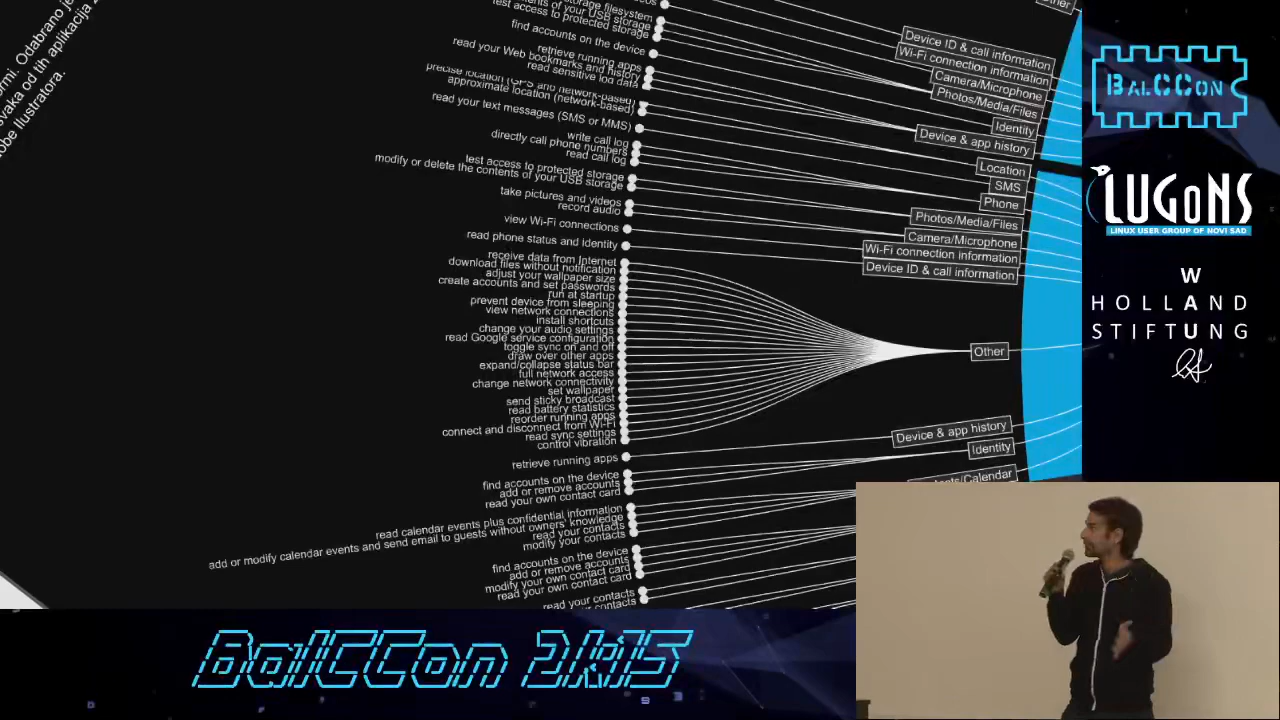 ormi. Odabrano je
svaka od tih aplikacija
obe Ilustratora.
storage filesystem
test access to protected storage
find accounts on the device
retrieve running apps
read your Web bookmarks and history
read sensitive log data
precise location (GPS and network-based)
approximate location (network-based)
read your text messages (SMS or MMS)
write call log
directly call phone numbers
read call log
test access to protected storage
modify or delete the contents of your USB storage
take pictures and videos
record audio
view Wi-Fi connections
read phone status and identity
receive data from Internet
download files without notification
adjust your wallpaper size
create accounts and set passwords
run at startup
prevent device from sleeping
view network connections
install shortcuts
change your audio settings
read Google service configuration
toggle sync on and off
draw over other apps
expand/collapse status bar
full network access
change network connectivity
set wallpaper
send sticky broadcast
read battery statistics
reorder running apps
connect and disconnect from Wi-Fi
read sync settings
control vibration
retrieve running apps
find accounts on the device
add or remove accounts
read your own contact card
read calendar events plus confidential information
add or modify calendar events and send email to guests without owners' knowledge
read your contacts
modify your contacts
find accounts on the device
add or remove accounts
modify your own contact card
read your own contact card
read your contacts
Other
Device ID & call information
Wi-Fi connection information
Camera/Microphone
Photos/Media/Files
Identity
Device & app history
Location
SMS
Phone
Photos/Media/Files
Camera/Microphone
Wi-Fi connection information
Device ID & call information
Other
Device & app history
Identity
BalCCon
LUGoNS
LINUX USER GROUP OF NOVI SAD
W
HOLLAND
STIFTUNG
BalCCon 2k15